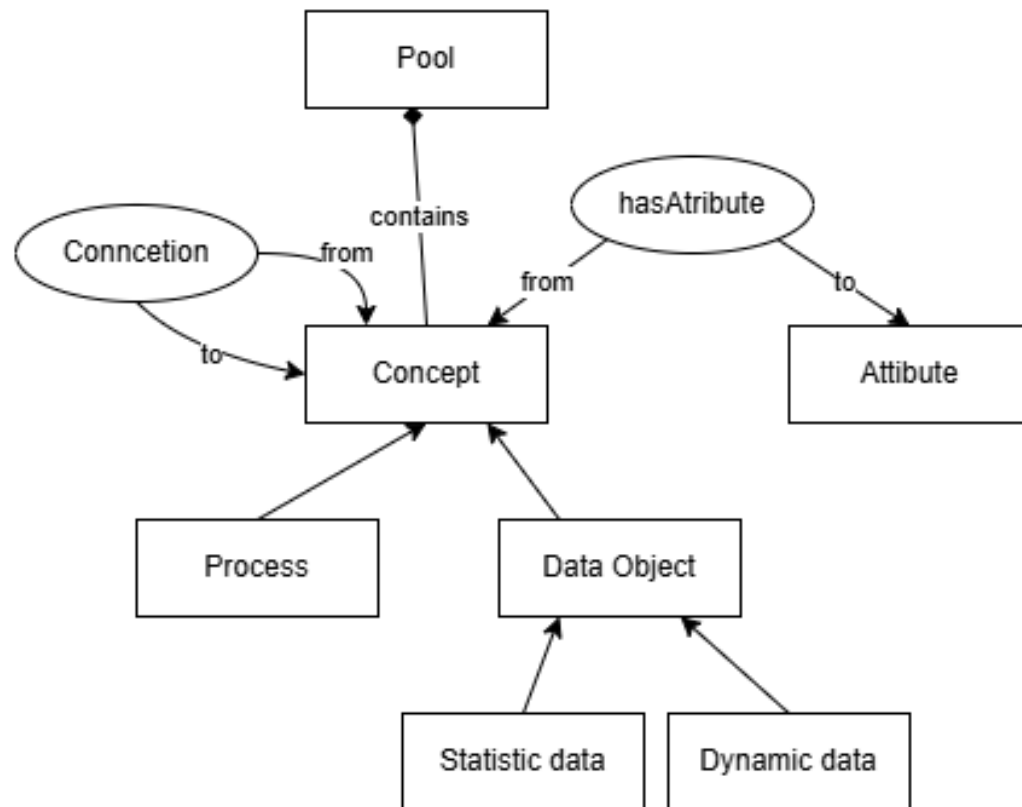 Pool
contains
hasAtribute
Conncetion
from
from
to
to
Concept
Attibute
Process
Data Object
Statistic data
Dynamic data